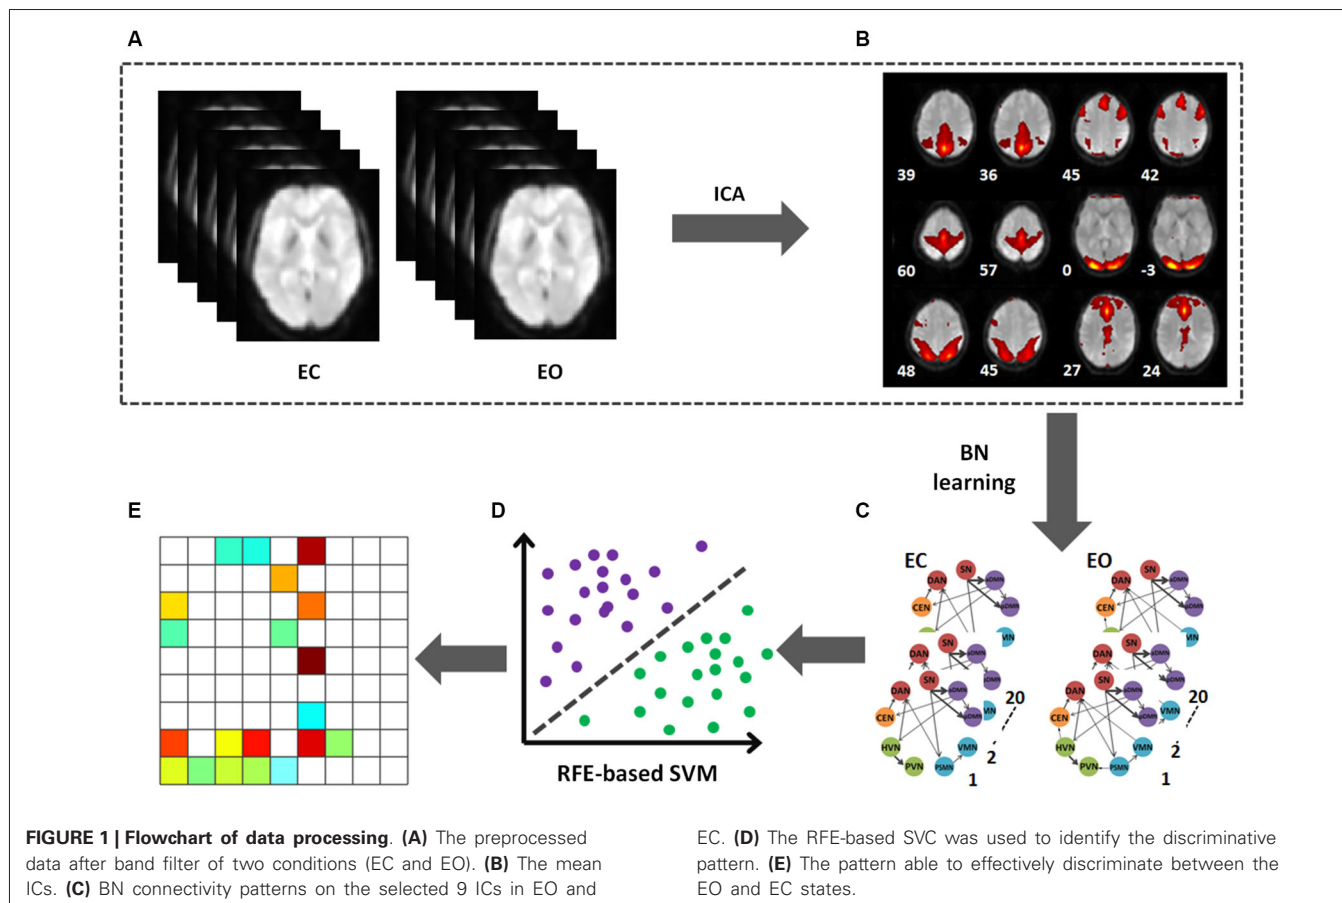 A
B
ICA
EC
EO
39 36 45 42
60 57 0 -3
48 45 27 24
BN
learning
E
D
C
RFE-based SVM
EC
SN
DAN
CEN
SN
DAN
SN
DAN
CEN
HVN
PVN
PSMN
VMN
20
2
1
EO
SN
DAN
CEN
SN
DAN
SN
DAN
CEN
HVN
PVN
PSMN
VMN
VMN
20
2
1
FIGURE 1 | Flowchart of data processing. (A) The preprocessed
data after band filter of two conditions (EC and EO). (B) The mean
ICs. (C) BN connectivity patterns on the selected 9 ICs in EO and
EC. (D) The RFE-based SVC was used to identify the discriminative
pattern. (E) The pattern able to effectively discriminate between the
EO and EC states.